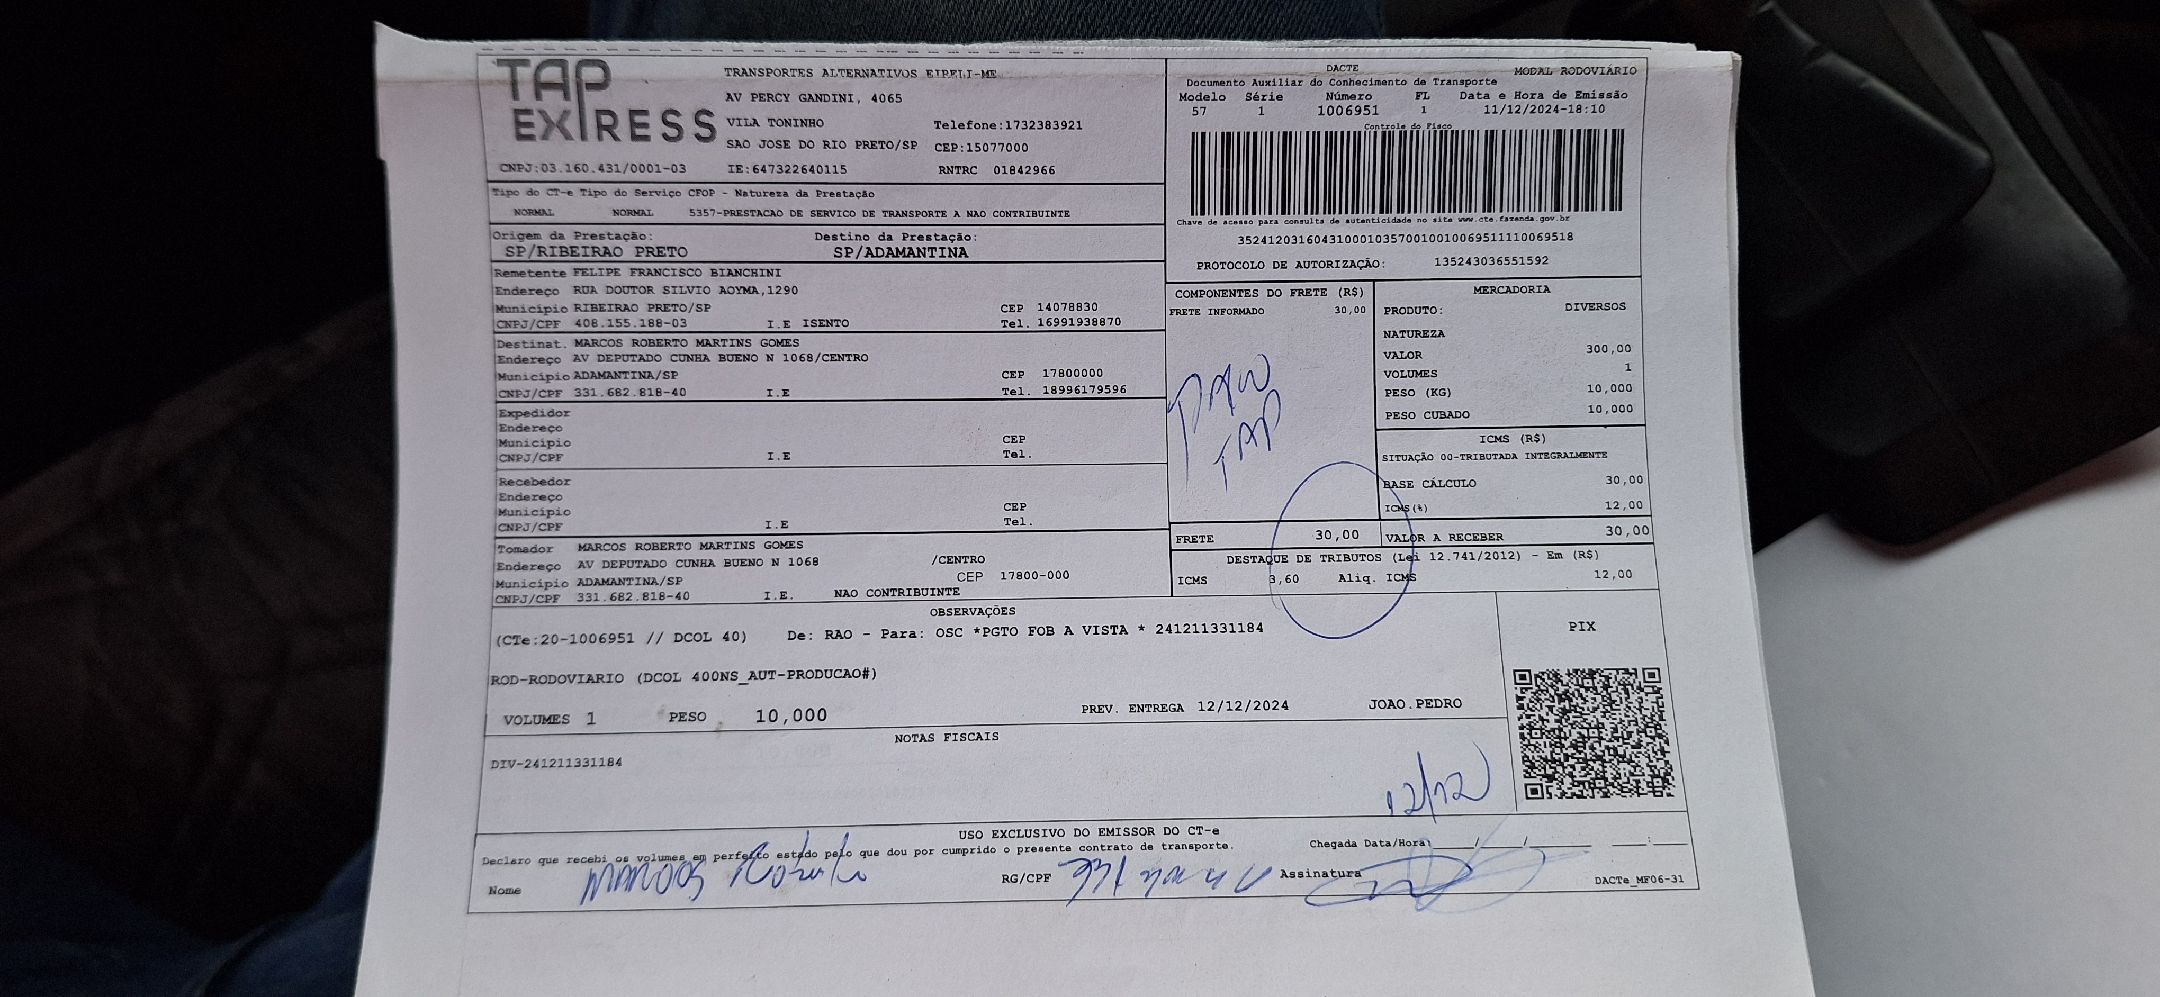 TAP EXPRESS
TRANSPORTES ALTERNATIVOS EIRELI-ME
AV PERCY GANDINI, 4065
VILA TONINHO Telefone:1732383921
SAO JOSE DO RIO PRETO/SP CEP:15077000
CNPJ:03.160.431/0001-03 IE:647322640115 RNTRC 01842966
DACTE MODAL RODOVIÁRIO
Documento Auxiliar do Conhecimento de Transporte
Modelo Série Número FL Data e Hora de Emissão
57 1 1006951 1 11/12/2024-18:10
Controle do Fisco
Chave de acesso para consulta de autenticidade no site www.cte.fazenda.gov.br
35241203160431000103570010010069511110069518
PROTOCOLO DE AUTORIZAÇÃO: 135243036551592
Tipo do CT-e Tipo do Serviço CFOP - Natureza da Prestação
NORMAL NORMAL 5357-PRESTACAO DE SERVICO DE TRANSPORTE A NAO CONTRIBUINTE
Origem da Prestação: Destino da Prestação:
SP/RIBEIRAO PRETO SP/ADAMANTINA
Remetente FELIPE FRANCISCO BIANCHINI
Endereço RUA DOUTOR SILVIO AOYMA,1290
Município RIBEIRAO PRETO/SP CEP 14078830
CNPJ/CPF 408.155.188-03 I.E ISENTO Tel. 16991938870
Destinat. MARCOS ROBERTO MARTINS GOMES
Endereço AV DEPUTADO CUNHA BUENO N 1068/CENTRO
Município ADAMANTINA/SP CEP 17800000
CNPJ/CPF 331.682.818-40 I.E Tel. 18996179596
Expedidor
Endereço
Município CEP
CNPJ/CPF I.E Tel.
Recebedor
Endereço
Município CEP
CNPJ/CPF I.E Tel.
Tomador MARCOS ROBERTO MARTINS GOMES
Endereço AV DEPUTADO CUNHA BUENO N 1068 /CENTRO
Município ADAMANTINA/SP CEP 17800-000
CNPJ/CPF 331.682.818-40 I.E. NAO CONTRIBUINTE
COMPONENTES DO FRETE (R$)
FRETE INFORMADO 30,00
TAP
FRETE 30,00
MERCADORIA
PRODUTO: DIVERSOS
NATUREZA
VALOR 300,00
VOLUMES 1
PESO (KG) 10,000
PESO CUBADO 10,000
ICMS (R$)
SITUAÇÃO 00-TRIBUTADA INTEGRALMENTE
BASE CÁLCULO 30,00
ICMS(%) 12,00
VALOR A RECEBER 30,00
DESTAQUE DE TRIBUTOS (Lei 12.741/2012) - Em (R$)
ICMS 3,60 Aliq. ICMS 12,00
OBSERVAÇÕES
(CTe:20-1006951 // DCOL 40) De: RAO - Para: OSC *PGTO FOB A VISTA * 241211331184
ROD-RODOVIARIO (DCOL 400NS_AUT-PRODUCAO#)
VOLUMES 1 PESO 10,000 PREV. ENTREGA 12/12/2024 JOAO.PEDRO
PIX
NOTAS FISCAIS
DIV-241211331184
12/12
USO EXCLUSIVO DO EMISSOR DO CT-e
Declaro que recebi os volumes em perfeito estado pelo que dou por cumprido o presente contrato de transporte.
Chegada Data/Hora: ____/____/______ ____:____
Nome RG/CPF Assinatura
DACTe_MF06-31